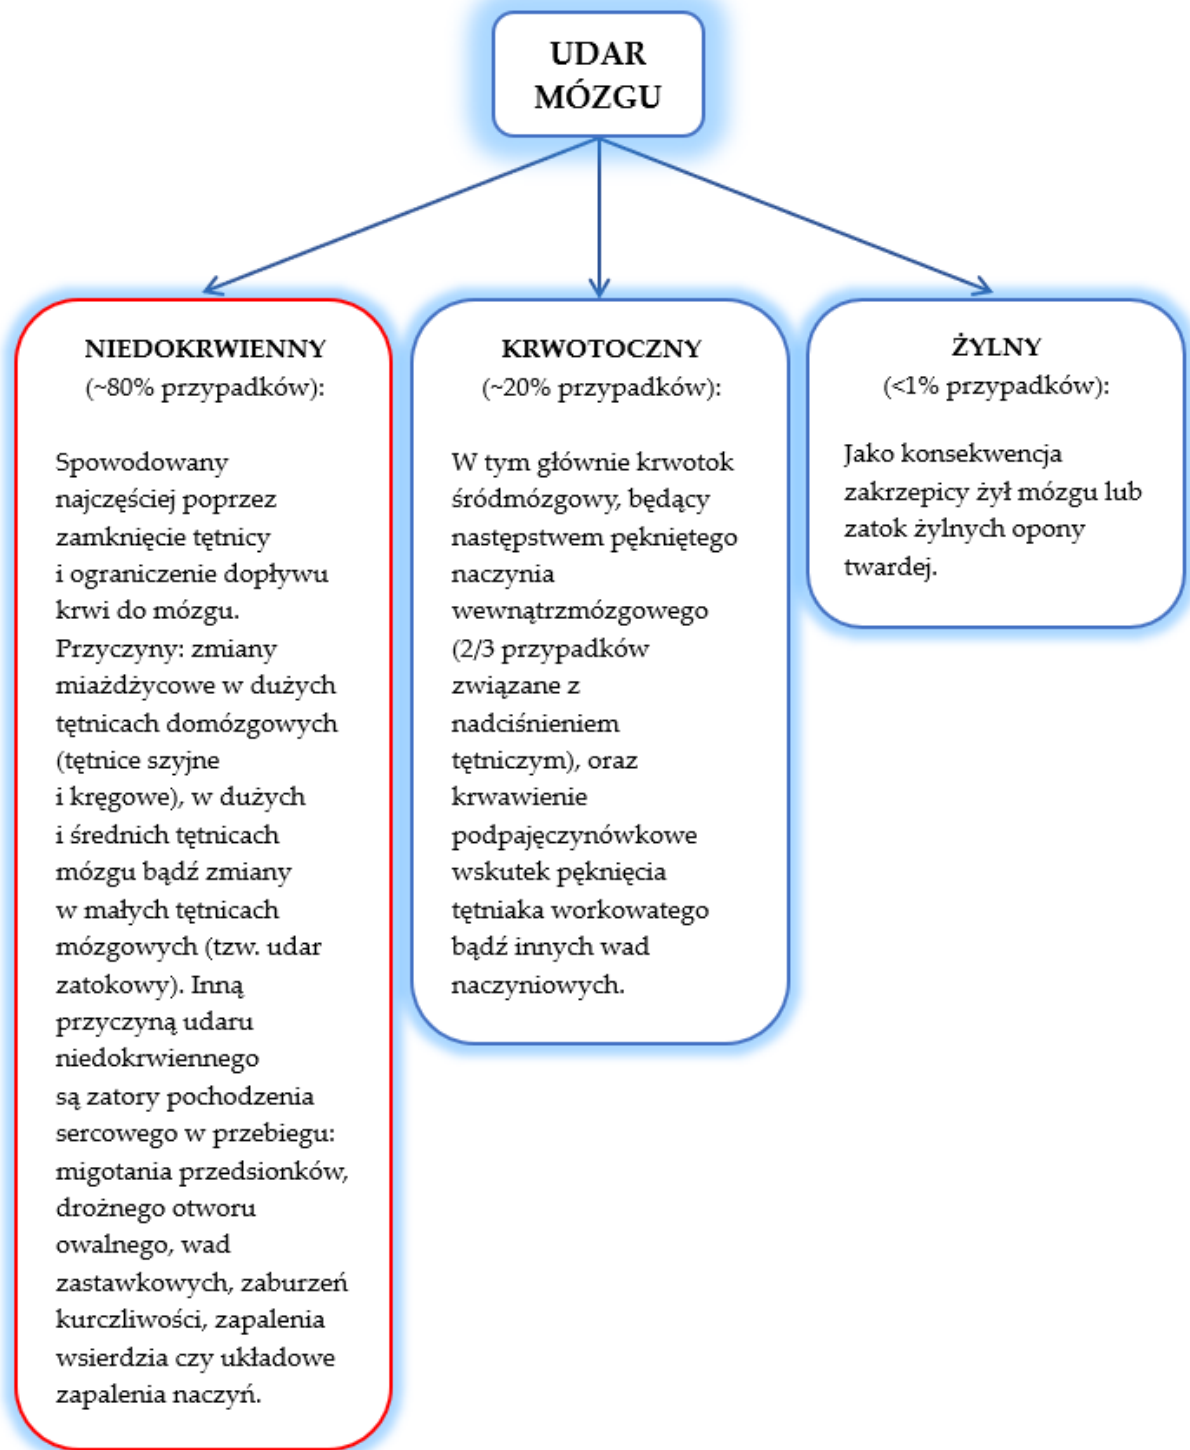 UDAR
MÓZGU
NIEDOKRWIENNY
(~80% przypadków):
Spowodowany
najczęściej poprzez
zamknięcie tętnicy
i ograniczenie dopływu
krwi do mózgu.
Przyczyny: zmiany
miażdżycowe w dużych
tętnicach domózgowych
(tętnice szyjne
i kręgowe), w dużych
i średnich tętnicach
mózgu bądź zmiany
w małych tętnicach
mózgowych (tzw. udar
zatokowy). Inną
przyczyną udaru
niedokrwiennego
są zatory pochodzenia
sercowego w przebiegu:
migotania przedsionków,
drożnego otworu
owalnego, wad
zastawkowych, zaburzeń
kurczliwości, zapalenia
wsierdzia czy układowe
zapalenia naczyń.
KRWOTOCZNY
(~20% przypadków):
W tym głównie krwotok
śródmózgowy, będący
następstwem pękniętego
naczynia
wewnątrzmózgowego
(2/3 przypadków
związane z
nadciśnieniem
tętniczym), oraz
krwawienie
podpajęczynówkowe
wskutek pęknięcia
tętniaka workowatego
bądź innych wad
naczyniowych.
ŻYLNY
(<1% przypadków):
Jako konsekwencja
zakrzepicy żył mózgu lub
zatok żylnych opony
twardej.